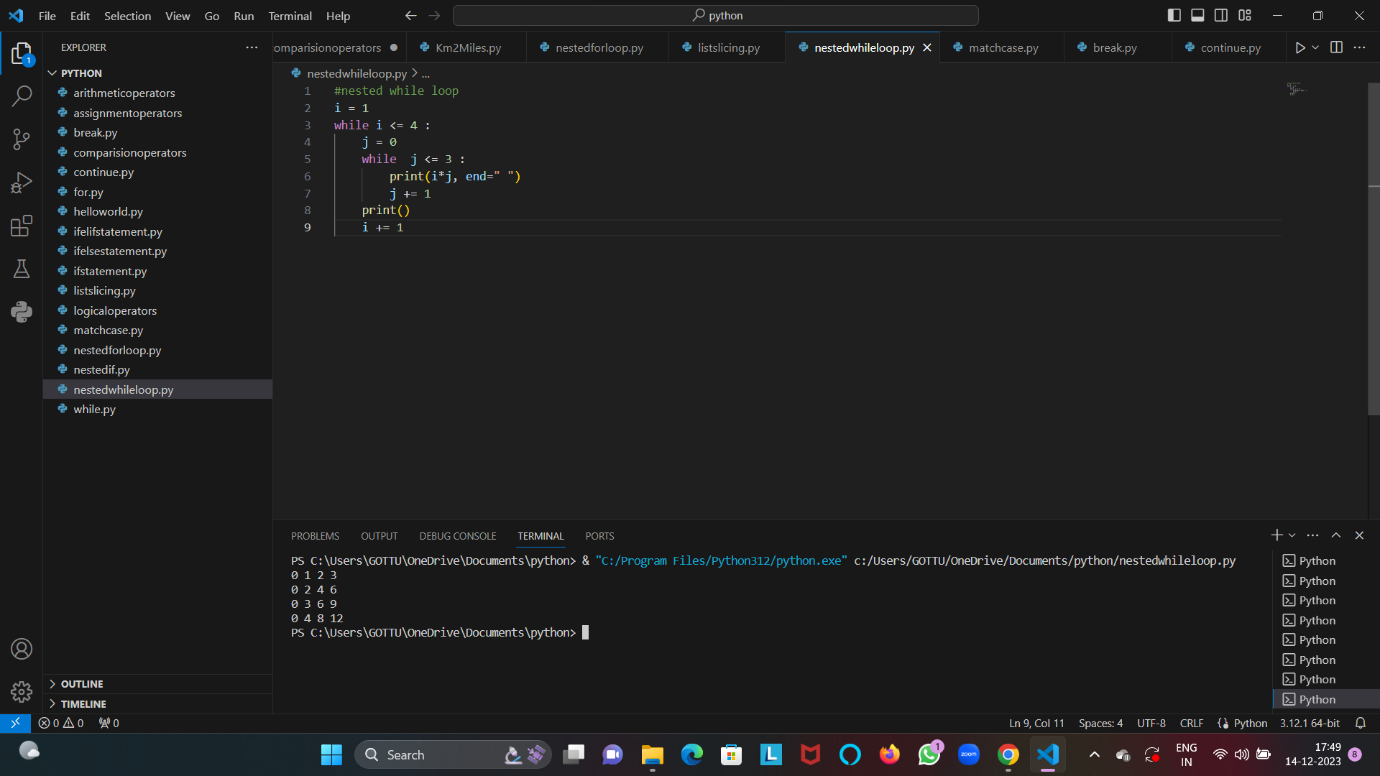 File Edit Selection View Go Run Terminal Help
python
EXPLORER
omparisionoperators
Km2Miles.py
nestedforloop.py
listslicing.py
nestedwhileloop.py
matchcase.py
break.py
continue.py
1
PYTHON
arithmeticoperators
assignmentoperators
break.py
comparisionoperators
continue.py
for.py
helloworld.py
ifelifstatement.py
ifelsestatement.py
ifstatement.py
listslicing.py
logicaloperators
matchcase.py
nestedforloop.py
nestedif.py
nestedwhileloop.py
while.py
OUTLINE
TIMELINE
nestedwhileloop.py > ...
1 #nested while loop
2 i = 1
3 while i <= 4 :
4     j = 0
5     while  j <= 3 :
6         print(i*j, end=" ")
7         j += 1
8     print()
9     i += 1
PROBLEMS OUTPUT DEBUG CONSOLE TERMINAL PORTS
PS C:\Users\GOTTU\OneDrive\Documents\python> & "C:/Program Files/Python312/python.exe" c:/Users/GOTTU/OneDrive/Documents/python/nestedwhileloop.py
0 1 2 3
0 2 4 6
0 3 6 9
0 4 8 12
PS C:\Users\GOTTU\OneDrive\Documents\python>
Python
Python
Python
Python
Python
Python
Python
Python
0 0 0
Ln 9, Col 11 Spaces: 4 UTF-8 CRLF Python 3.12.1 64-bit
Search
L
1
zoom
ENG
IN
17:49
14-12-2023
8